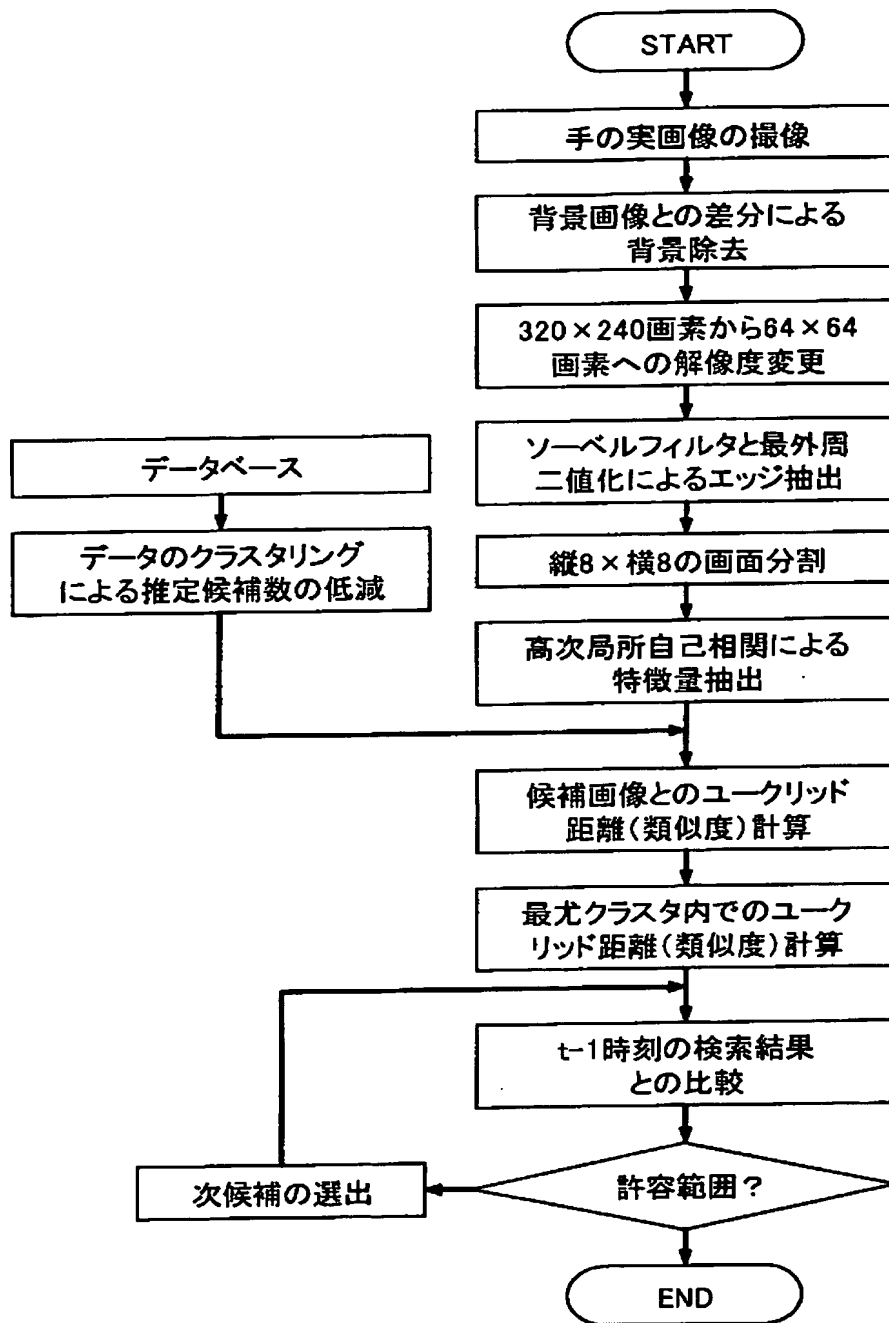 START
手の実画像の撮像
背景画像との差分による
背景除去
320×240画素から64×64
画素への解像度変更
ソーベルフィルタと最外周
二値化によるエッジ抽出
データベース
データのクラスタリング
による推定候補数の低減
縦8×横8の画面分割
高次局所自己相関による
特徴量抽出
候補画像とのユークリッド
距離(類似度)計算
最尤クラスタ内でのユーク
リッド距離(類似度)計算
t-1時刻の検索結果
との比較
許容範囲?
次候補の選出
END